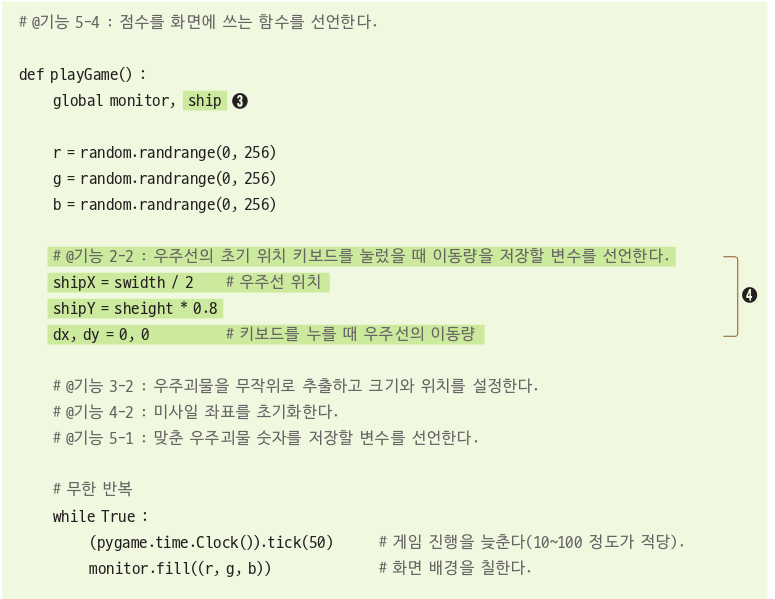 # @기능 5-4 : 점수를 화면에 쓰는 함수를 선언한다.
def playGame() :
global monitor, ship ❸
r = random.randrange(0, 256)
g = random.randrange(0, 256)
b = random.randrange(0, 256)
# @기능 2-2 : 우주선의 초기 위치 키보드를 눌렀을 때 이동량을 저장할 변수를 선언한다.
shipX = swidth / 2 # 우주선 위치
shipY = sheight * 0.8
❹
dx, dy = 0, 0 # 키보드를 누를 때 우주선의 이동량
# @기능 3-2 : 우주괴물을 무작위로 추출하고 크기와 위치를 설정한다.
# @기능 4-2 : 미사일 좌표를 초기화한다.
# @기능 5-1 : 맞춘 우주괴물 숫자를 저장할 변수를 선언한다.
# 무한 반복
while True :
(pygame.time.Clock()).tick(50) # 게임 진행을 늦춘다(10~100 정도가 적당).
monitor.fill((r, g, b)) # 화면 배경을 칠한다.